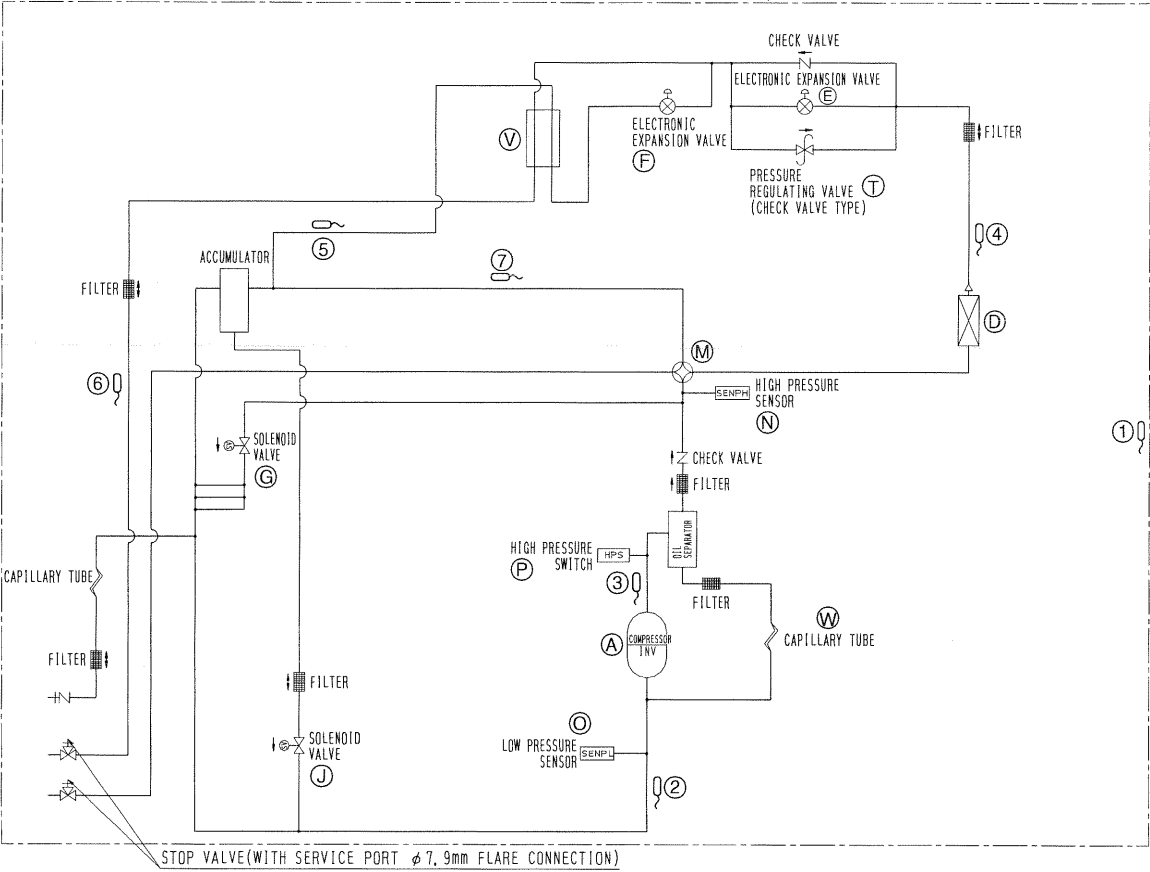 CHECK VALVE
ELECTRONIC EXPANSION VALVE
E
ELECTRONIC
EXPANSION VALVE
F
V
FILTER
PRESSURE
REGULATING VALVE
(CHECK VALVE TYPE)
T
4
5
ACCUMULATOR
7
FILTER
D
M
6
SENPH
HIGH PRESSURE
SENSOR
N
1
SOLENOID
VALVE
G
CHECK VALVE
FILTER
OIL
SEPARATOR
HIGH PRESSURE
SWITCH
P
HPS
CAPILLARY TUBE
3
FILTER
W
CAPILLARY TUBE
A
COMPRESSOR
INV
FILTER
FILTER
O
LOW PRESSURE
SENSOR
SENPL
SOLENOID
VALVE
J
2
STOP VALVE(WITH SERVICE PORT φ7,9mm FLARE CONNECTION)